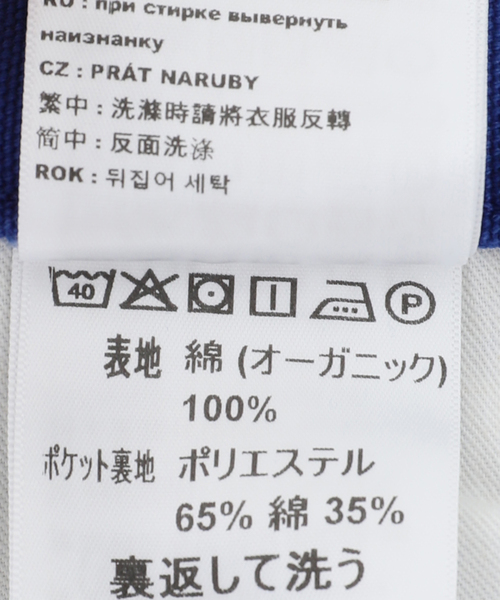 RU : при стирке вывернуть
наизнанку
CZ : PRÁT NARUBY
繁中 : 洗滌時請將衣服反轉
简中 : 反面洗涤
ROK : 뒤집어 세탁
40 P
表地 綿 (オーガニック)
100%
ポケット裏地 ポリエステル
65% 綿 35%
裏返して洗う